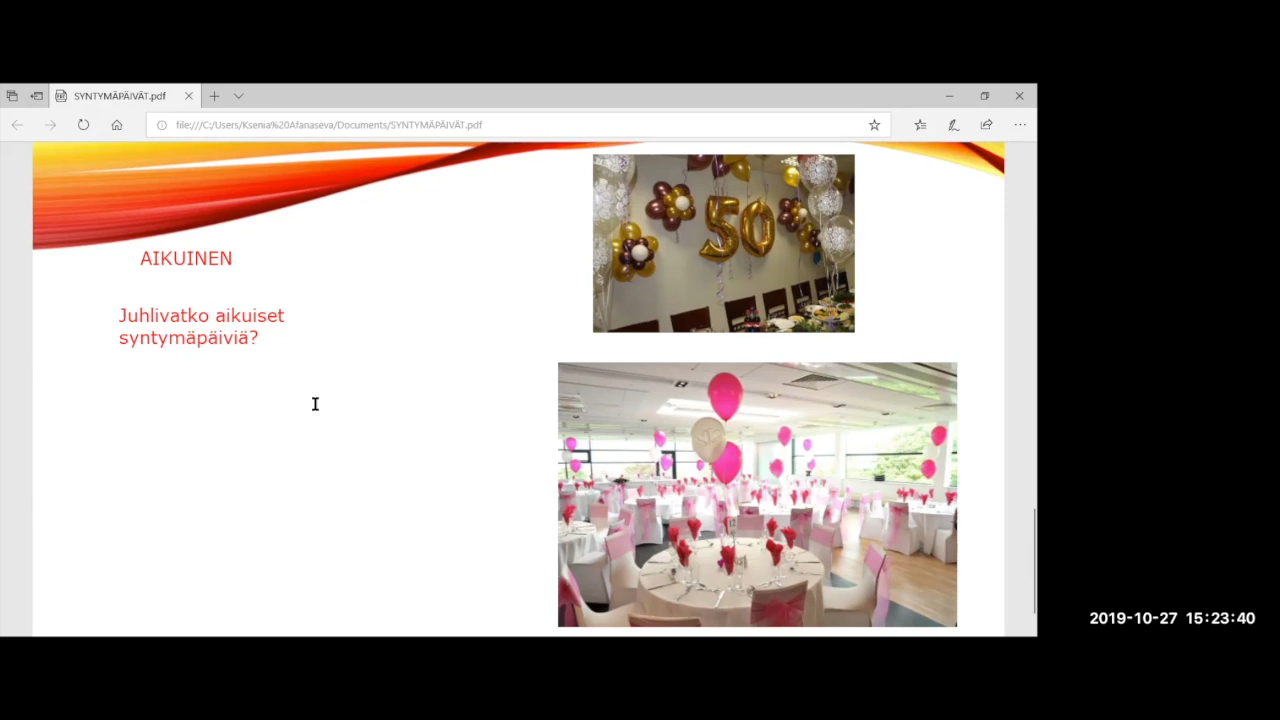 SYNTYMÄPÄIVÄT.pdf
file:///C:/Users/Ksenia%20Afanaseva/Documents/SYNTYMÄPÄIVÄT.pdf
50
AIKUINEN
Juhlivatko aikuiset
syntymäpäiviä?
2019-10-27 15:23:40